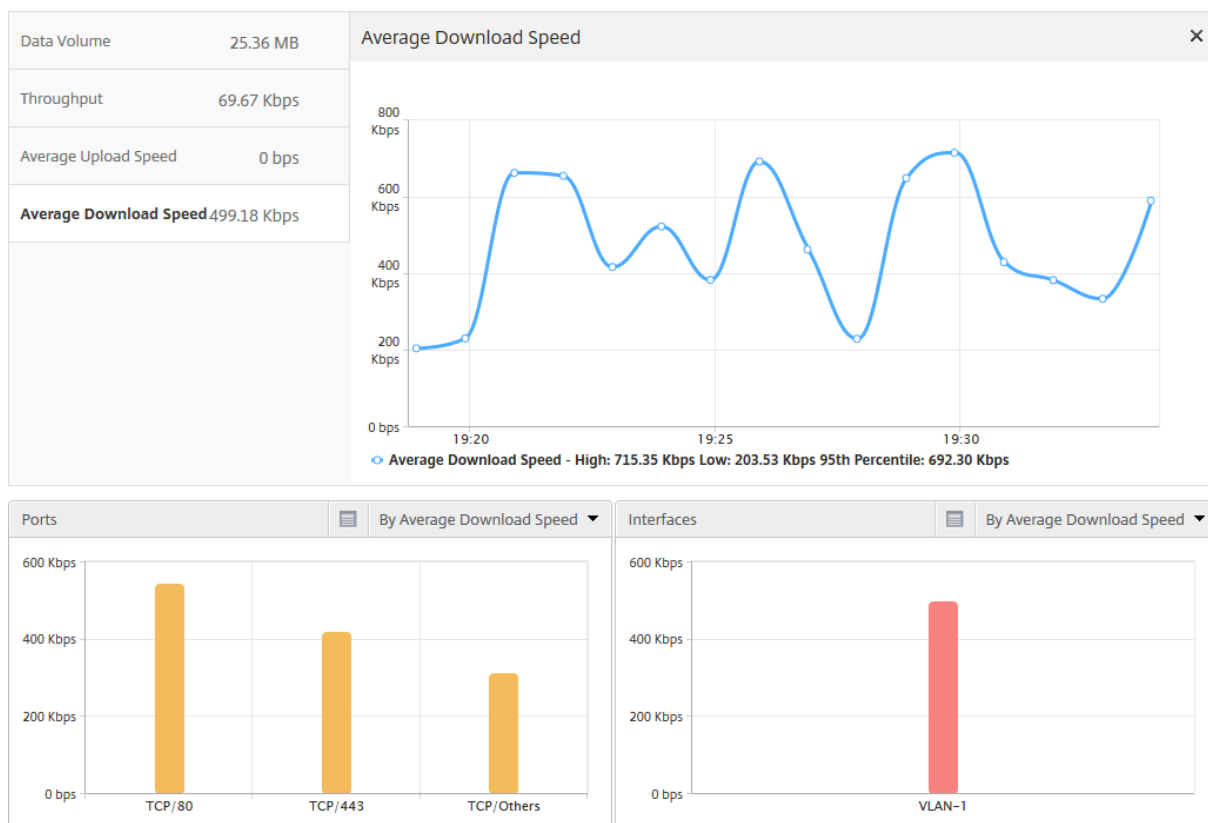 Data Volume 25.36 MB
Throughput 69.67 Kbps
Average Upload Speed 0 bps
Average Download Speed 499.18 Kbps
Average Download Speed
800
Kbps
600
Kbps
400
Kbps
200
Kbps
0 bps
19:20 19:25 19:30
Average Download Speed - High: 715.35 Kbps Low: 203.53 Kbps 95th Percentile: 692.30 Kbps
Ports By Average Download Speed
600 Kbps
400 Kbps
200 Kbps
0 bps
TCP/80 TCP/443 TCP/Others
Interfaces By Average Download Speed
600 Kbps
400 Kbps
200 Kbps
0 bps
VLAN-1